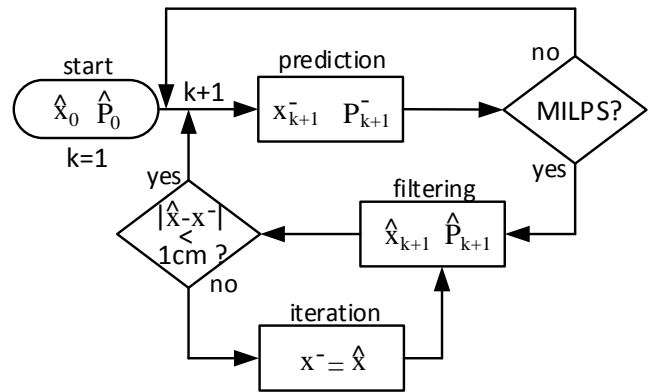 start
x̂₀ P̂₀
k=1
k+1
prediction
x⁻ₖ₊₁ P⁻ₖ₊₁
no
MILPS?
yes
filtering
x̂ₖ₊₁ P̂ₖ₊₁
yes
|x̂-x⁻|
<
1cm ?
no
iteration
x⁻= x̂